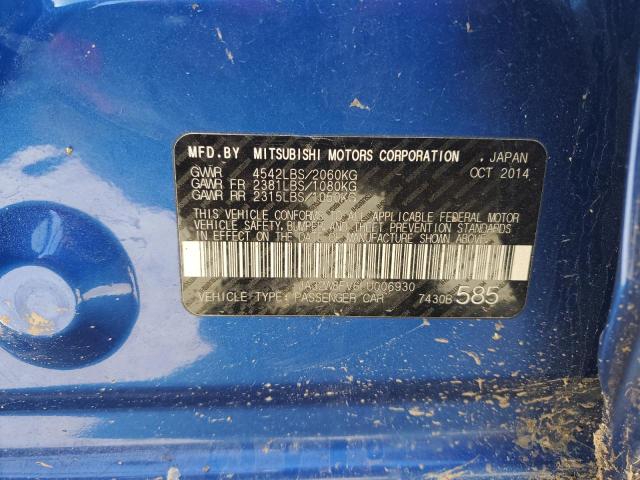 MFD.BY MITSUBISHI MOTORS CORPORATION . JAPAN
GVWR 4542LBS/2060KG OCT 2014
GAWR FR 2381LBS/1080KG
GAWR RR 2315LBS/1050KG
THIS VEHICLE CONFORMS TO ALL APPLICABLE FEDERAL MOTOR
VEHICLE SAFETY, BUMPER, AND THEFT PREVENTION STANDARDS
IN EFFECT ON THE DATE OF MANUFACTURE SHOWN ABOVE.
VEHICLE TYPE: PASSENGER CAR 7430B 585